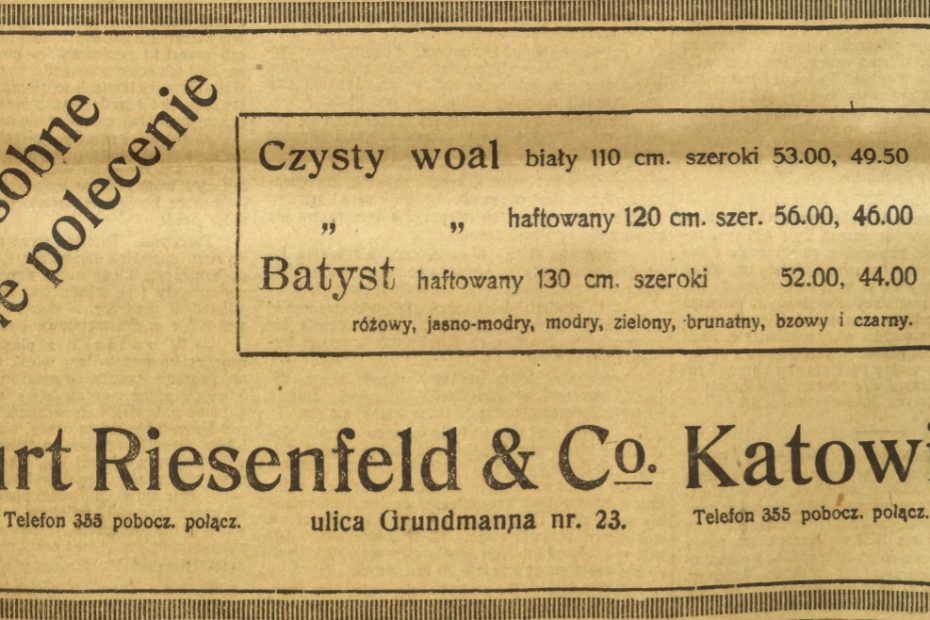 sobne
e polecenie
Czysty woal biały 110 cm. szeroki 53.00, 49.50
„ „ haftowany 120 cm. szer. 56.00, 46.00
Batyst haftowany 130 cm. szeroki 52.00, 44.00
różowy, jasno-modry, modry, zielony, brunatny, bzowy i czarny.
urt Riesenfeld & Co. Katowi
Telefon 355 pobocz. połącz. ulica Grundmanna nr. 23. Telefon 355 pobocz. połącz.